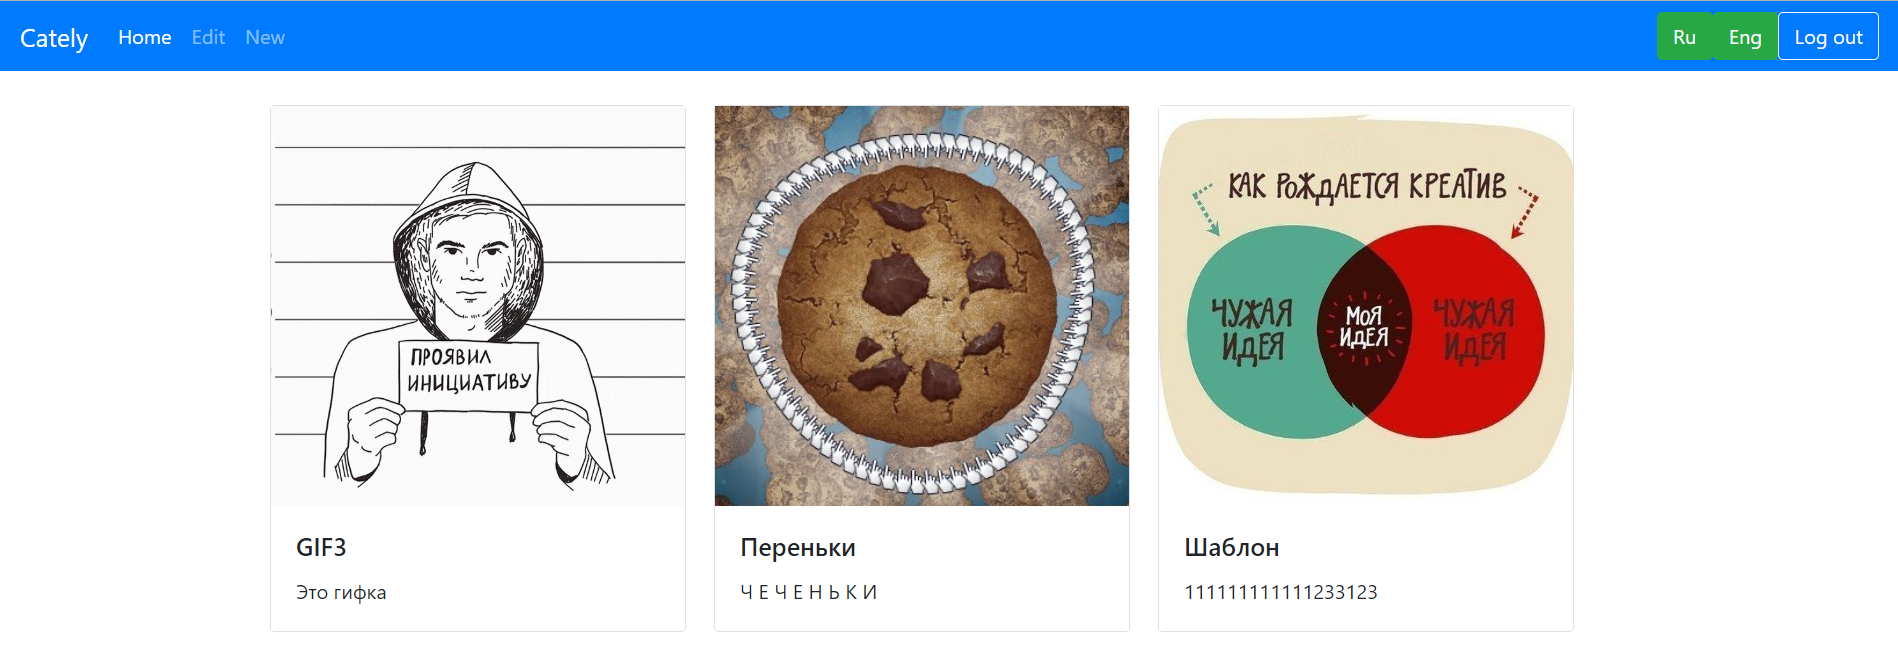 Cately Home Edit New Ru Eng Log out
ПРОЯВИЛ
ИНИЦИАТИВУ
КАК РОЖДАЕТСЯ КРЕАТИВ
ЧУЖАЯ
ИДЕЯ
МОЯ
ИДЕЯ
ЧУЖАЯ
ИДЕЯ
GIF3
Это гифка
Переньки
Ч Е Ч Е Н Ь К И
Шаблон
111111111111233123